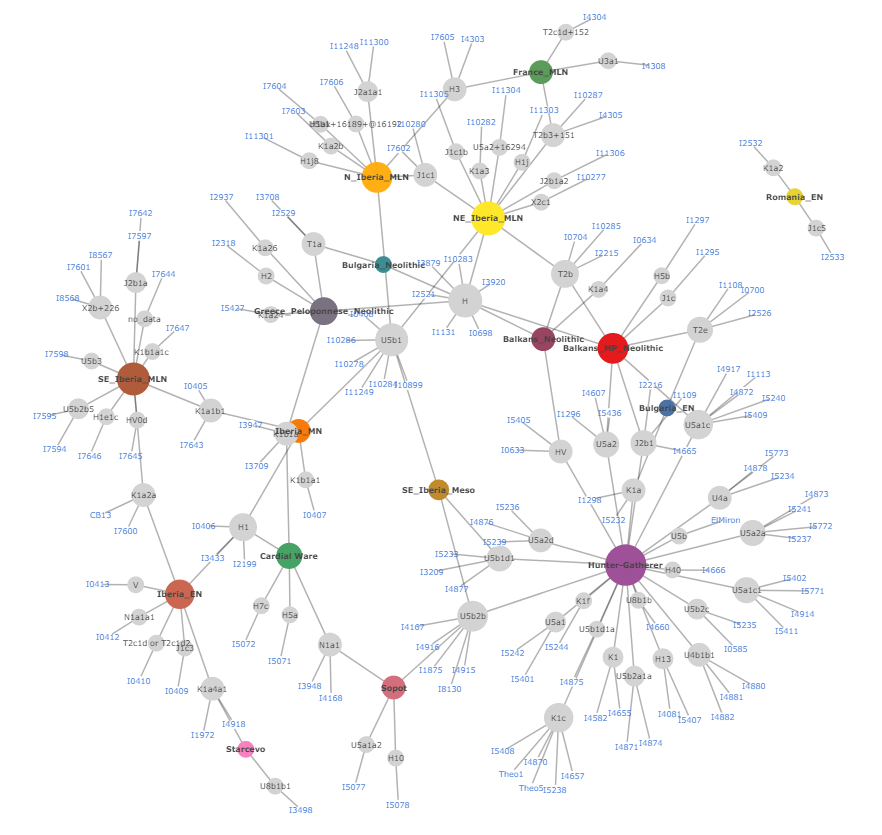 I4304
T2c1d+152
I7605 I4303
I11248 I11300
U3a1
I4308
France_MLN
I7604
I7606
J2a1a1
I11305
H3
I11304
I10287
I11303
I4305
I7603
I10280
I10282
T2b3+151
I11301
K1a2b
I7602
J1c1b
U5a2+16294
H1j
I11306
I2532
H1j8
K1a3
J2b1a2
I10277
K1a2
N_Iberia_MLN
J1c1
X2c1
Romania_EN
I2937
I3708
I2529
NE_Iberia_MLN
I7642
I1297
J1c5
I7597
I2318
K1a26
T1a
I0704
I10285
I0634
I2533
I8567
I2215
I1295
I7601
I7644
H2
Bulgaria_Neolithic
I2879
I10283
T2b
H5b
J2b1a
I3920
K1a4
I1108
I0700
I8568
X2b+226
no_data
I5427
K1a24
Greece_Peloponnese_Neolithic
I2521
H
J1c
I2526
I7647
I10286
U5b1
I1131
I0698
Balkans_Neolithic
Balkans_MP_Neolithic
T2e
I7598
U5b3
K1b1a1c
I10278
I4917
I1113
SE_Iberia_MLN
I0405
I11249
I10284
I10899
I4607
I2216
I1109
I4872
I5240
I7595
U5b2b5
K1a1b1
I5405
I1296
I5436
Bulgaria_EN
I5409
H1e1c
HV0d
I3947
Iberia_MN
U5a1c
I7594
I7646
I7645
I7643
I0633
HV
U5a2
J2b1
I4665
I3709
I5773
I4878
I5234
K1b1a1
SE_Iberia_Meso
K1a2a
I1298
K1a
U4a
I4873
CB13
I0407
I5236
I5241
I7600
I0406
H1
I4876
I5232
ElMiron
I5772
I5239
U5a2d
U5b
U5a2a
I5237
I3433
I2199
Cardial Ware
I5233
U5b1d1
Hunter-Gatherer
H40
I4666
I5402
I0413
V
Iberia_EN
I3209
I4877
U5a1c1
I5771
N1a1a1
H7c
H5a
U5b2b
K1f
U8b1b
U5b2c
I4914
I0412
I4167
U5a1
U5b1d1a
I4660
I5235
I5411
T2c1d or T2c1d2
J1c3
I5072
I5071
N1a1
I4916
I5242
I5244
K1
H13
I0585
U4b1b1
I0410
I0409
K1a4a1
I3948
Sopot
I1875
I4915
I5401
I4875
U5b2a1a
I4880
I4168
I8130
I4881
I1972
I4918
K1c
I4582
I4655
I4081
I5407
I4882
Starcevo
U5a1a2
H10
I5408
I4870
I4871
I4874
U8b1b1
I5077
Theo1
I4657
I3498
I5078
Theo5
I5238